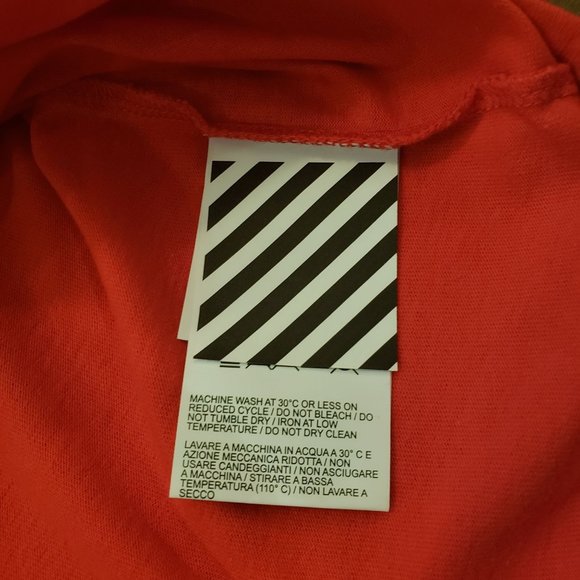 MACHINE WASH AT 30°C OR LESS ON
REDUCED CYCLE / DO NOT BLEACH / DO
NOT TUMBLE DRY / IRON AT LOW
TEMPERATURE / DO NOT DRY CLEAN
LAVARE A MACCHINA IN ACQUA A 30° C E
AZIONE MECCANICA RIDOTTA / NON
USARE CANDEGGIANTI / NON ASCIUGARE
A MACCHINA / STIRARE A BASSA
TEMPERATURA (110° C) / NON LAVARE A
SECCO